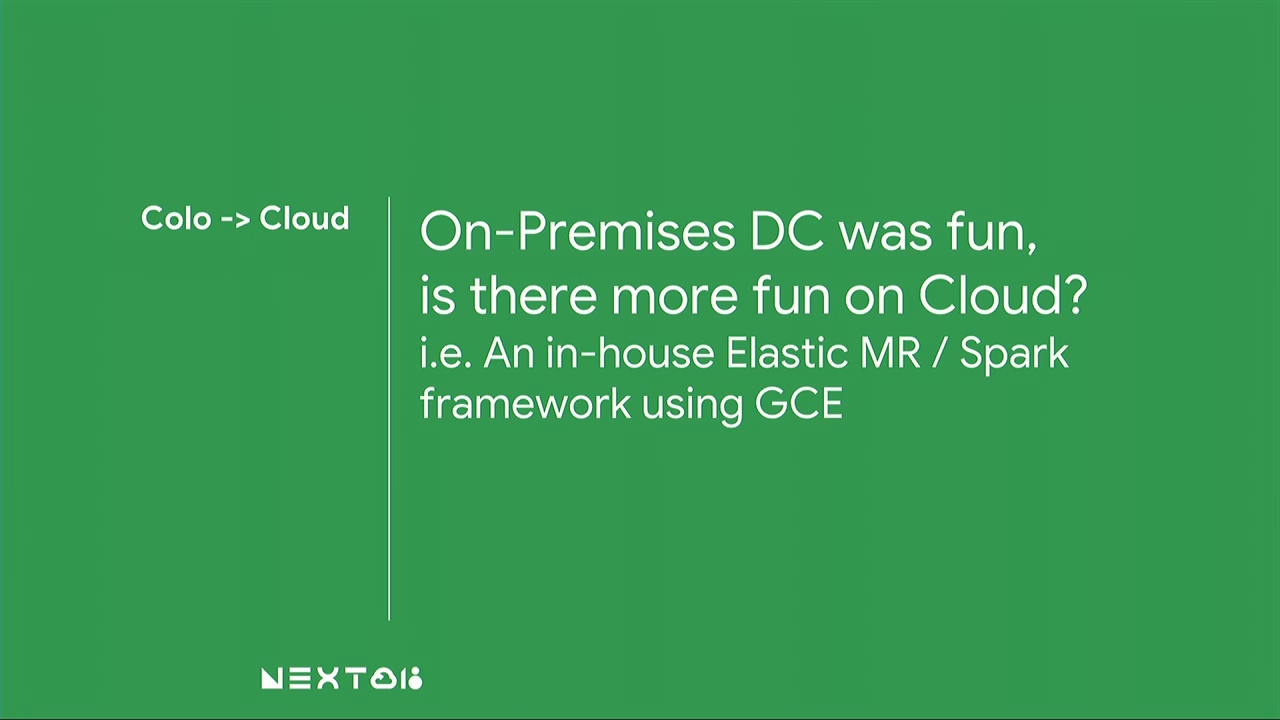 Colo -> Cloud
On-Premises DC was fun,
is there more fun on Cloud?
i.e. An in-house Elastic MR / Spark
framework using GCE
NEXT 18